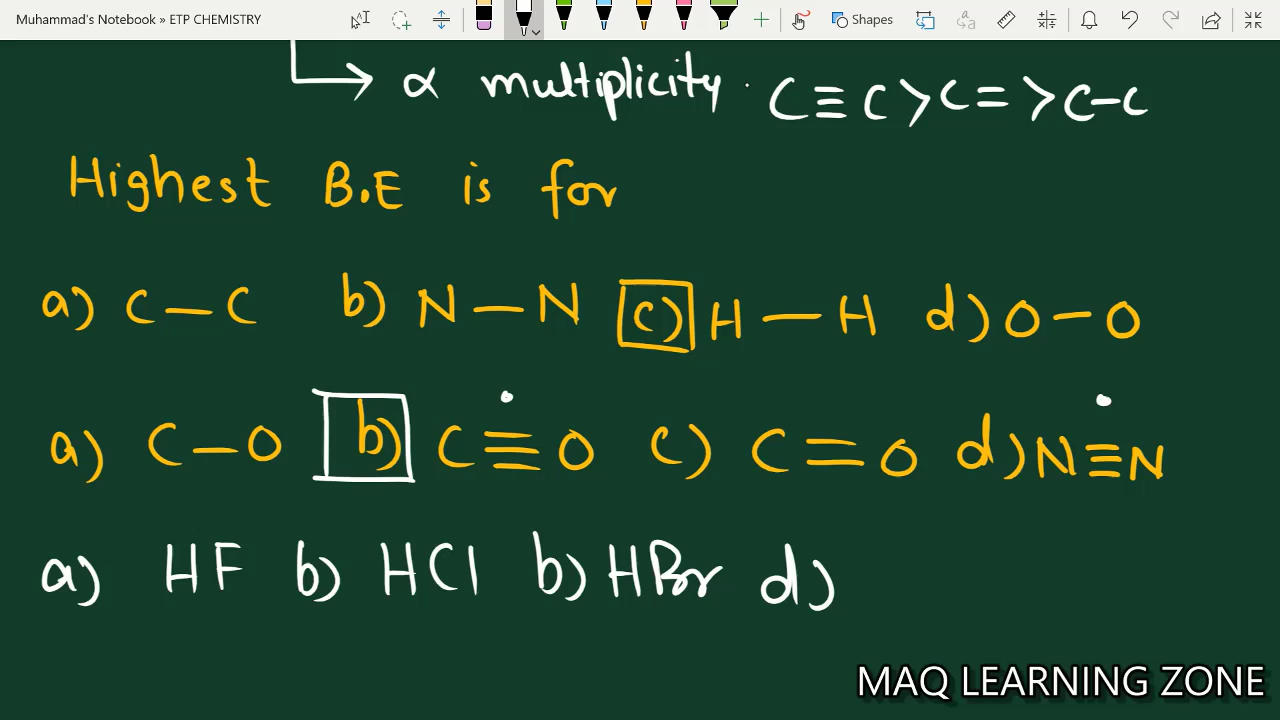 Muhammad's Notebook » ETP CHEMISTRY
Shapes
α multiplicity . C≡C>C=>C-C
Highest B.E is for
a) C-C b) N-N c) H-H d) O-O
a) C-O b) C≡O c) C=O d) N≡N
a) HF b) HCl b) HBr d)
MAQ LEARNING ZONE